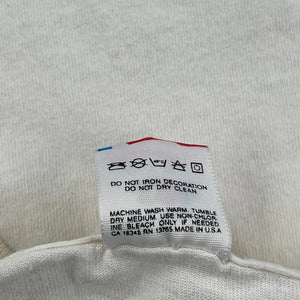 DO NOT IRON DECORATION
DO NOT DRY CLEAN
MACHINE WASH WARM. TUMBLE
DRY MEDIUM. USE NON-CHLOR-
INE BLEACH ONLY IF NEEDED
CA 18345 RN 13765 MADE IN U.S.A